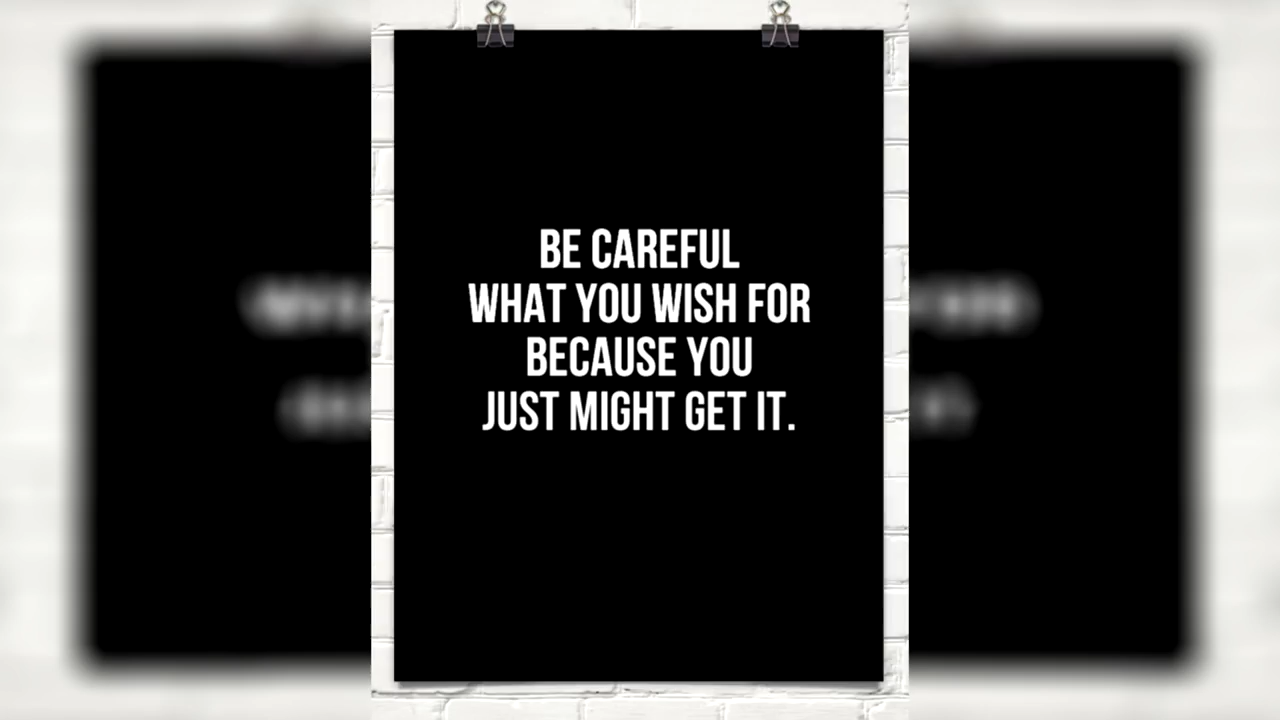 BE CAREFUL
WHAT YOU WISH FOR
BECAUSE YOU
JUST MIGHT GET IT.